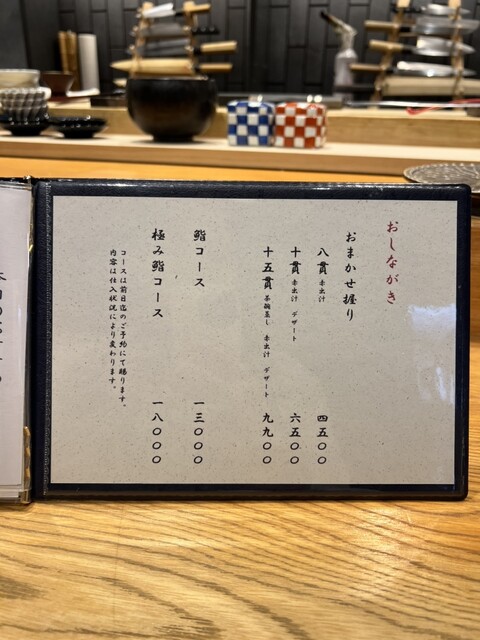 おしながき
おまかせ握り
八貫 赤出汁 四五〇〇
十貫 赤出汁 デザート 六五〇〇
十五貫 茶碗蒸し 赤出汁 デザート 九九〇〇
鮨コース 一三〇〇〇
極み鮨コース 一八〇〇〇
コースは前日迄のご予約にて賜ります。
内容は仕入状況により変わります。